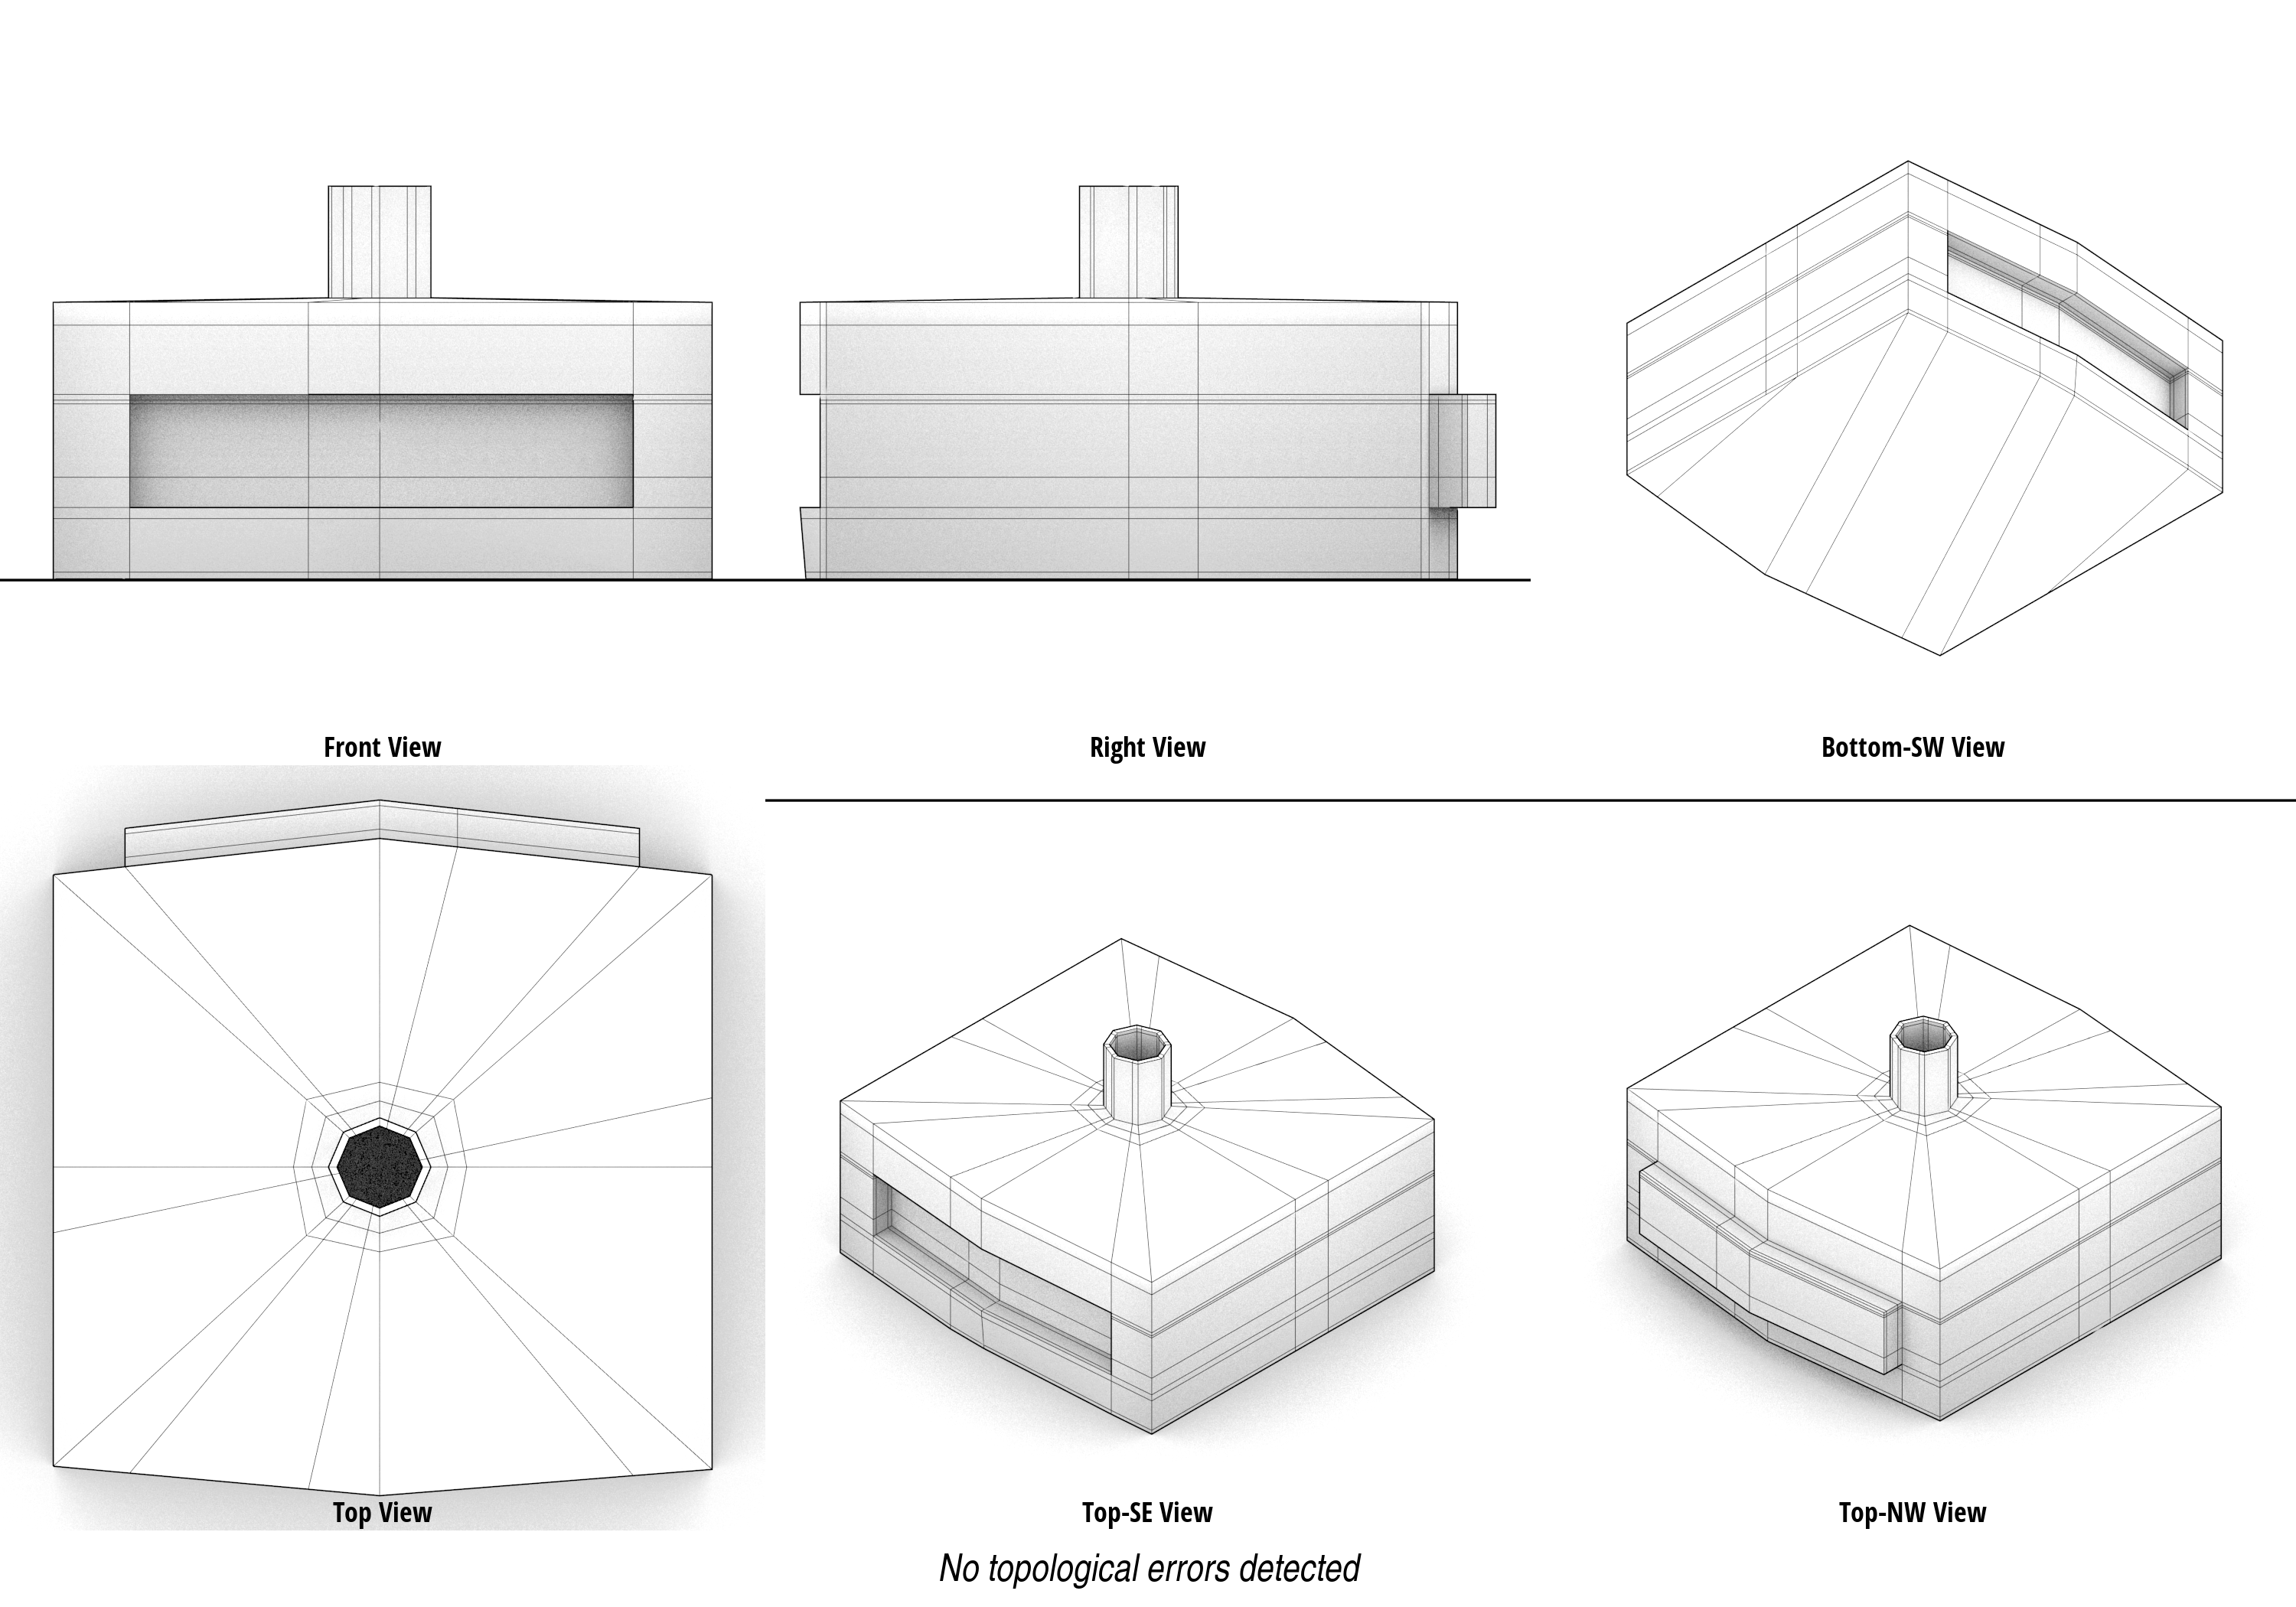 Front View
Right View
Bottom-SW View
Top View
Top-SE View
Top-NW View
No topological errors detected